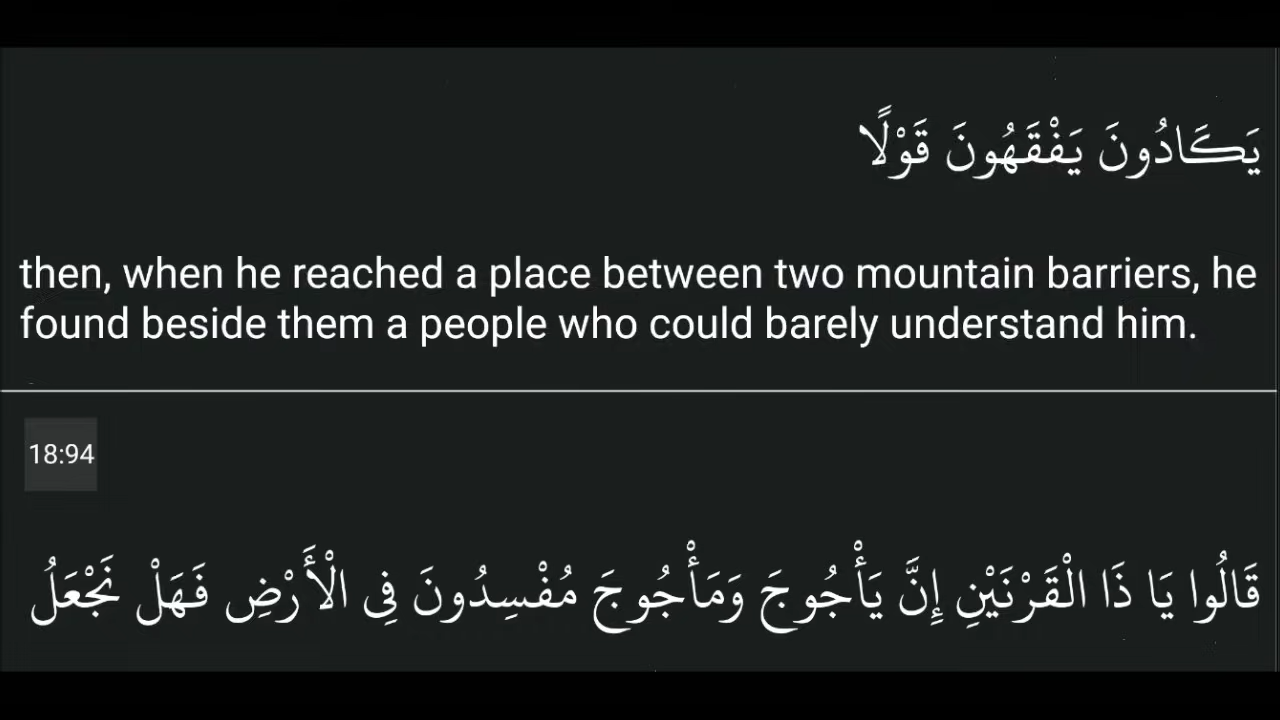 يَكَادُونَ يَفْقَهُونَ قَوْلًا
then, when he reached a place between two mountain barriers, he
found beside them a people who could barely understand him.
18:94
قَالُوا يَا ذَا الْقَرْنَيْنِ إِنَّ يَأْجُوجَ وَمَأْجُوجَ مُفْسِدُونَ فِى الْأَرْضِ فَهَلْ نَجْعَلُ